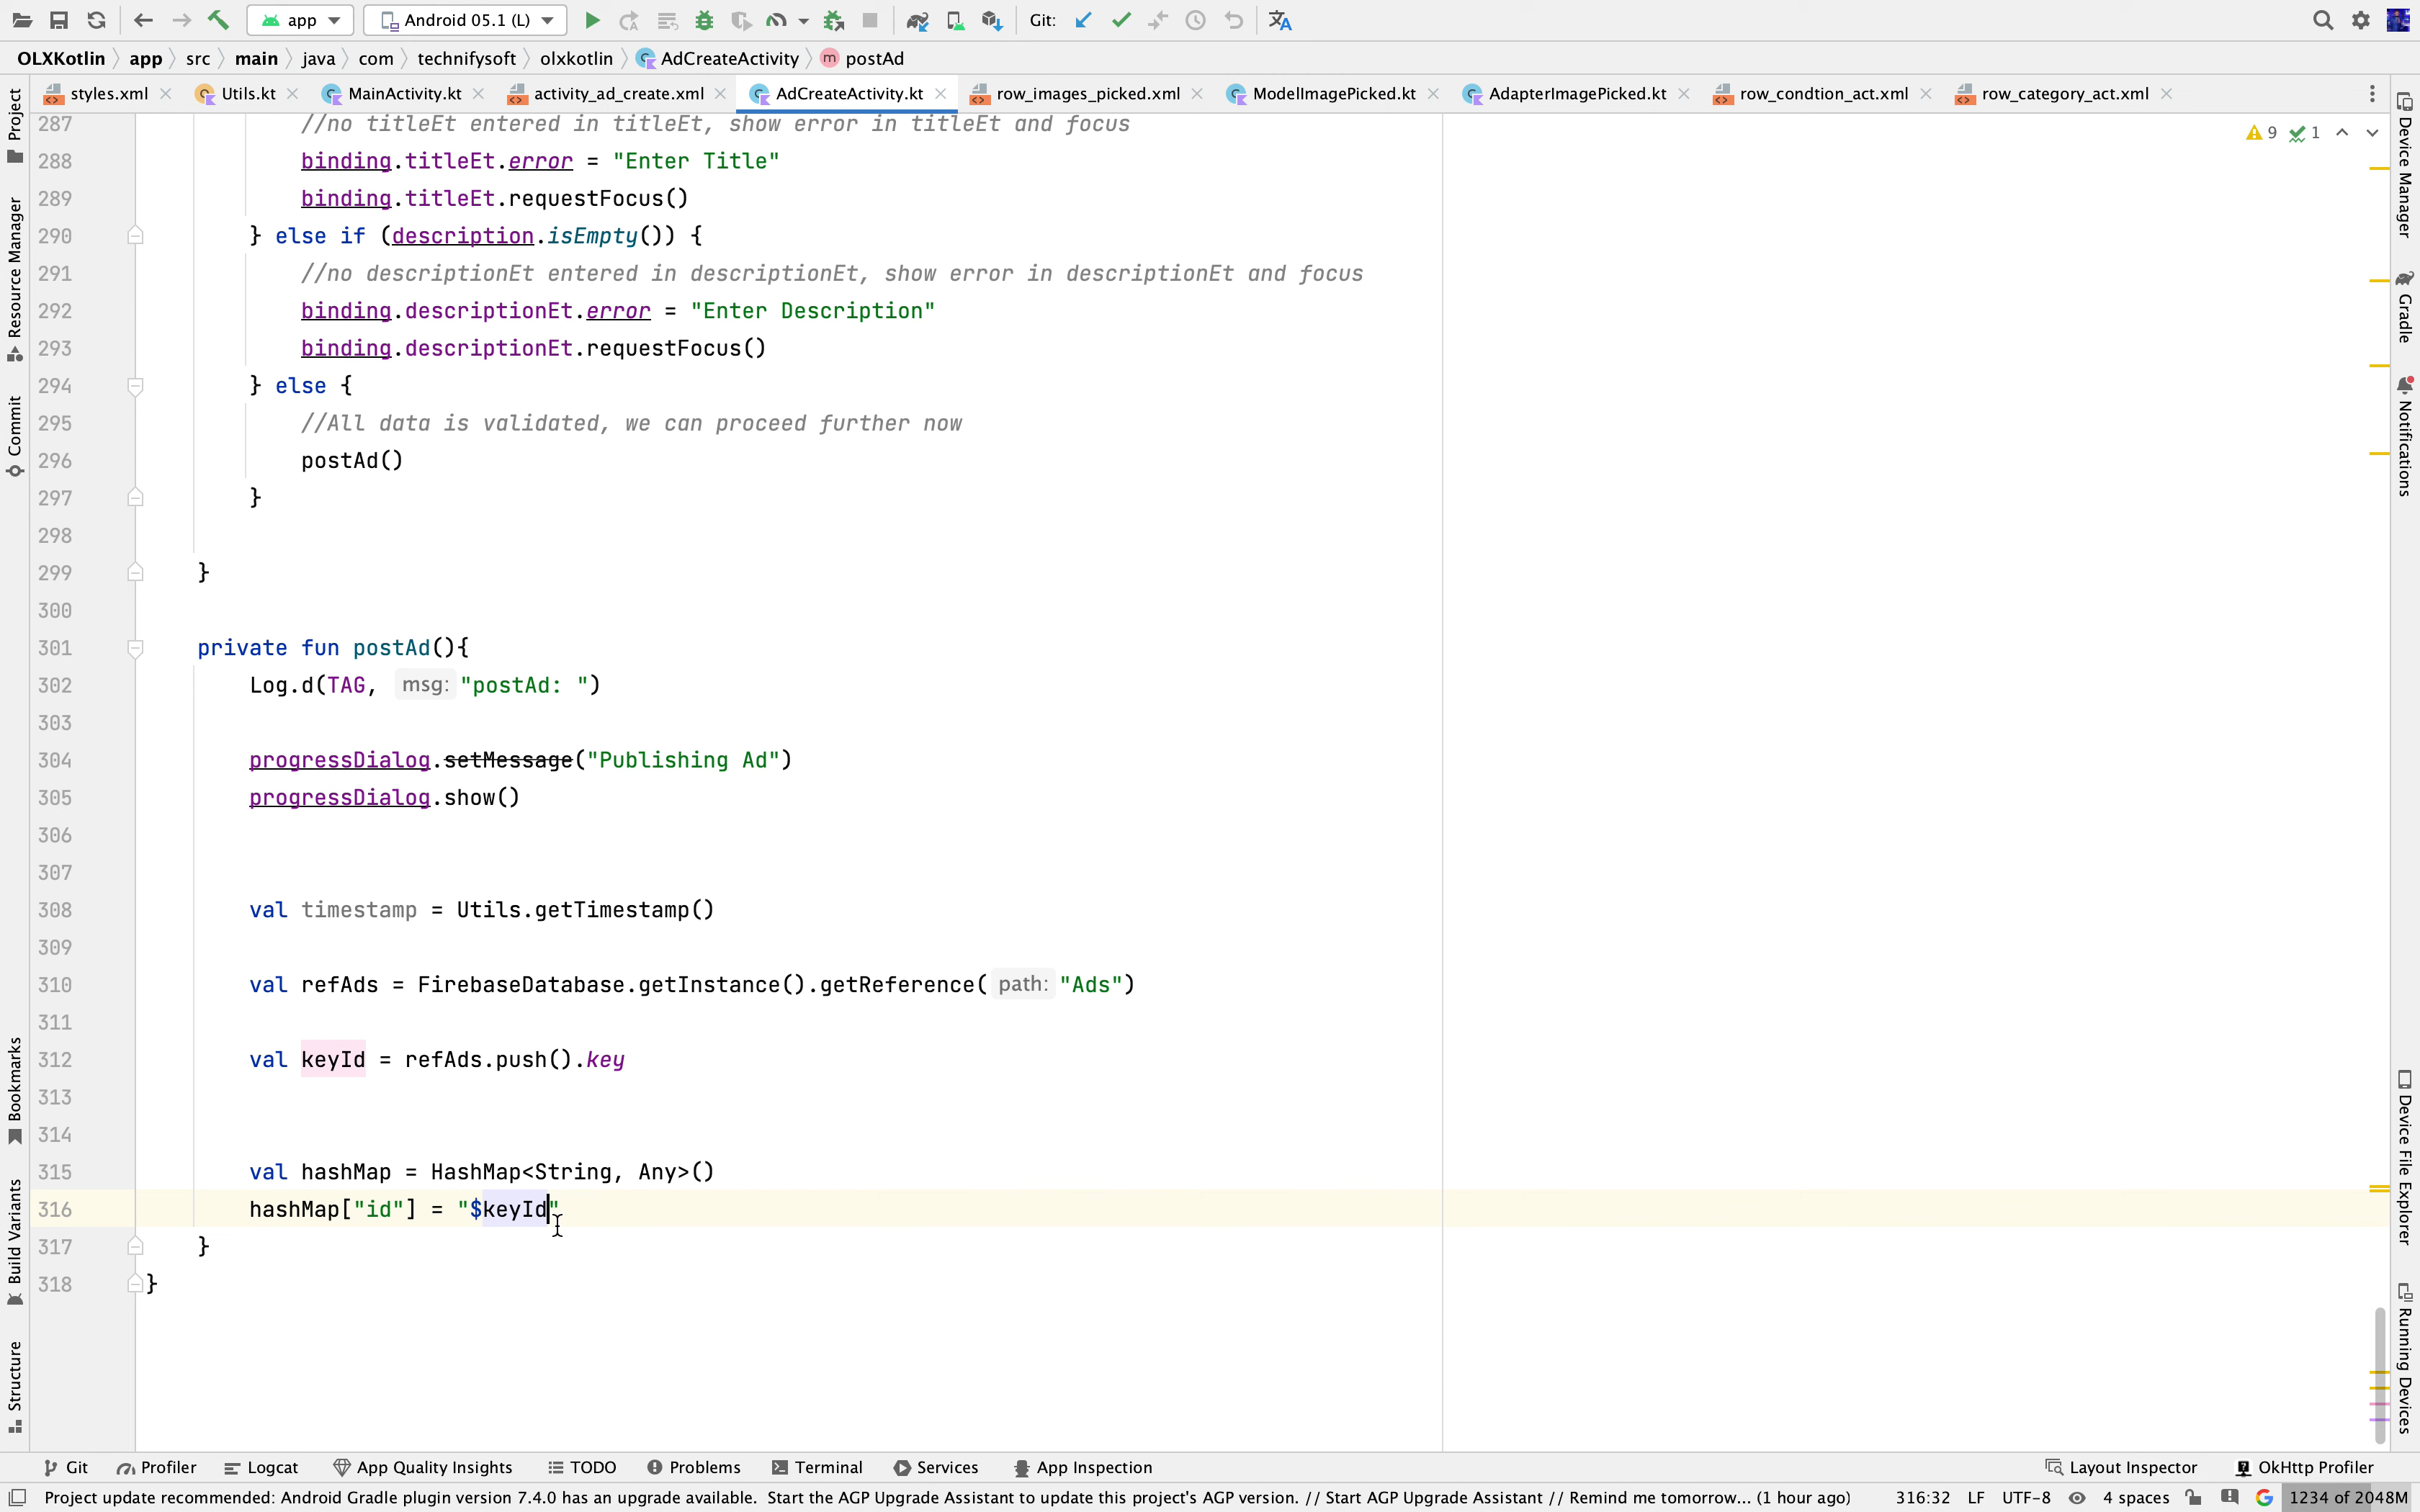 app
Android 05.1 (L)
Git:
OLXKotlin
app
src
main
java
com
technifysoft
olxkotlin
AdCreateActivity
postAd
styles.xml
Utils.kt
MainActivity.kt
activity_ad_create.xml
AdCreateActivity.kt
row_images_picked.xml
ModelImagePicked.kt
AdapterImagePicked.kt
row_condtion_act.xml
row_category_act.xml
Project
Resource Manager
Commit
Bookmarks
Build Variants
Structure
9
1
287 //no titleEt entered in titleEt, show error in titleEt and focus
288 binding.titleEt.error = "Enter Title"
289 binding.titleEt.requestFocus()
290 } else if (description.isEmpty()) {
291 //no descriptionEt entered in descriptionEt, show error in descriptionEt and focus
292 binding.descriptionEt.error = "Enter Description"
293 binding.descriptionEt.requestFocus()
294 } else {
295 //All data is validated, we can proceed further now
296 postAd()
297 }
298
299 }
300
301 private fun postAd(){
302 Log.d(TAG, msg: "postAd: ")
303
304 progressDialog.setMessage("Publishing Ad")
305 progressDialog.show()
306
307
308 val timestamp = Utils.getTimestamp()
309
310 val refAds = FirebaseDatabase.getInstance().getReference( path: "Ads")
311
312 val keyId = refAds.push().key
313
314
315 val hashMap = HashMap<String, Any>()
316 hashMap["id"] = "$keyId"
317 }
318 }
Device Manager
Gradle
Notifications
Device File Explorer
Running Devices
Git
Profiler
Logcat
App Quality Insights
TODO
Problems
Terminal
Services
App Inspection
Layout Inspector
OkHttp Profiler
Project update recommended: Android Gradle plugin version 7.4.0 has an upgrade available. Start the AGP Upgrade Assistant to update this project's AGP version. // Start AGP Upgrade Assistant // Remind me tomorrow... (1 hour ago)
316:32
LF
UTF-8
4 spaces
1234 of 2048M